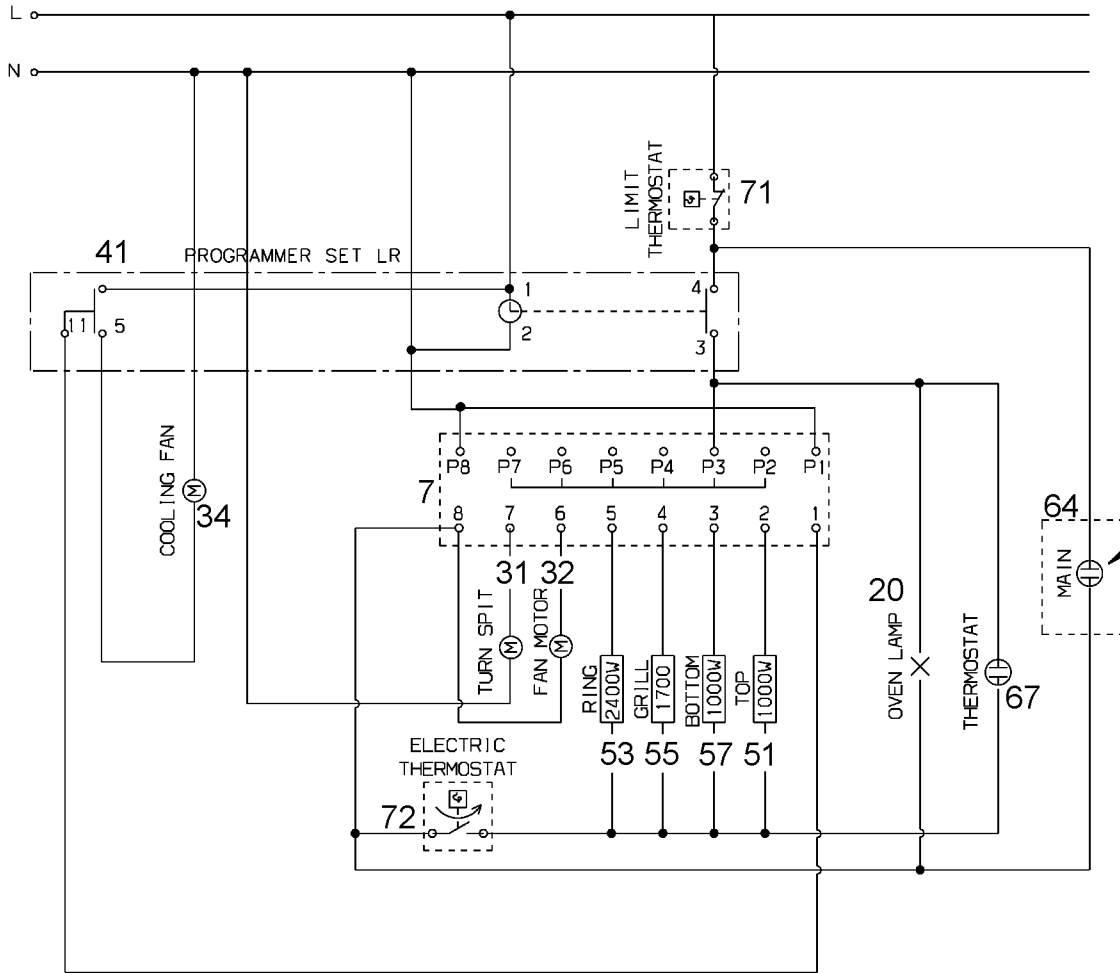 L
N
LIMIT
THERMOSTAT
71
41
PROGRAMMER SET LR
1
4
11
5
2
3
COOLING FAN
34
P8 P7 P6 P5 P4 P3 P2 P1
7
8 7 6 5 4 3 2 1
31 32
TURN SPIT
FAN MOTOR
M
M
M
RING
2400W
GRILL
1700
BOTTOM
1000W
TOP
1000W
53 55 57 51
20
OVEN LAMP
THERMOSTAT
67
64
MAIN
ELECTRIC
THERMOSTAT
72